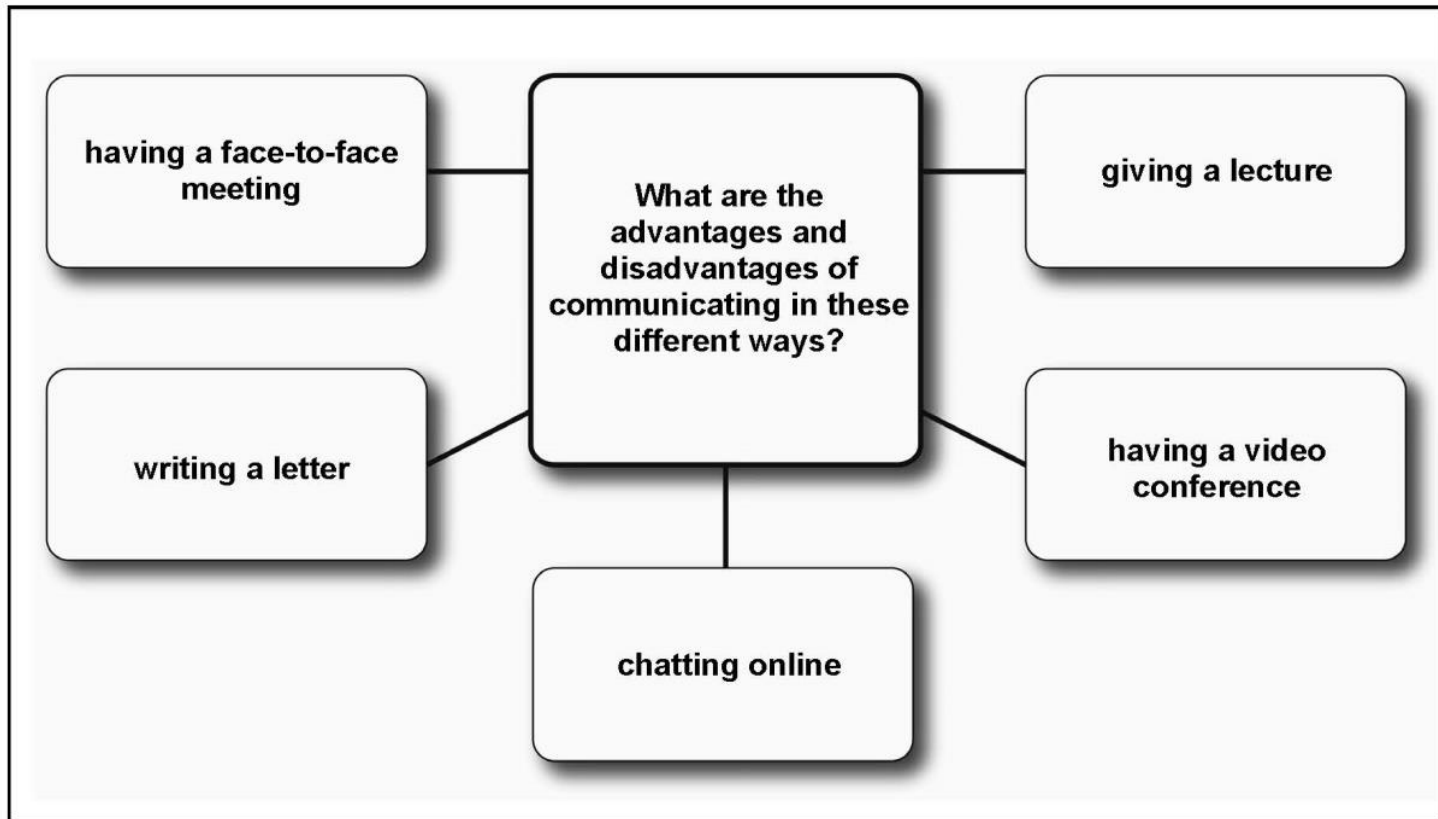 having a face-to-face
meeting
What are the
advantages and
disadvantages of
communicating in these
different ways?
giving a lecture
writing a letter
having a video
conference
chatting online